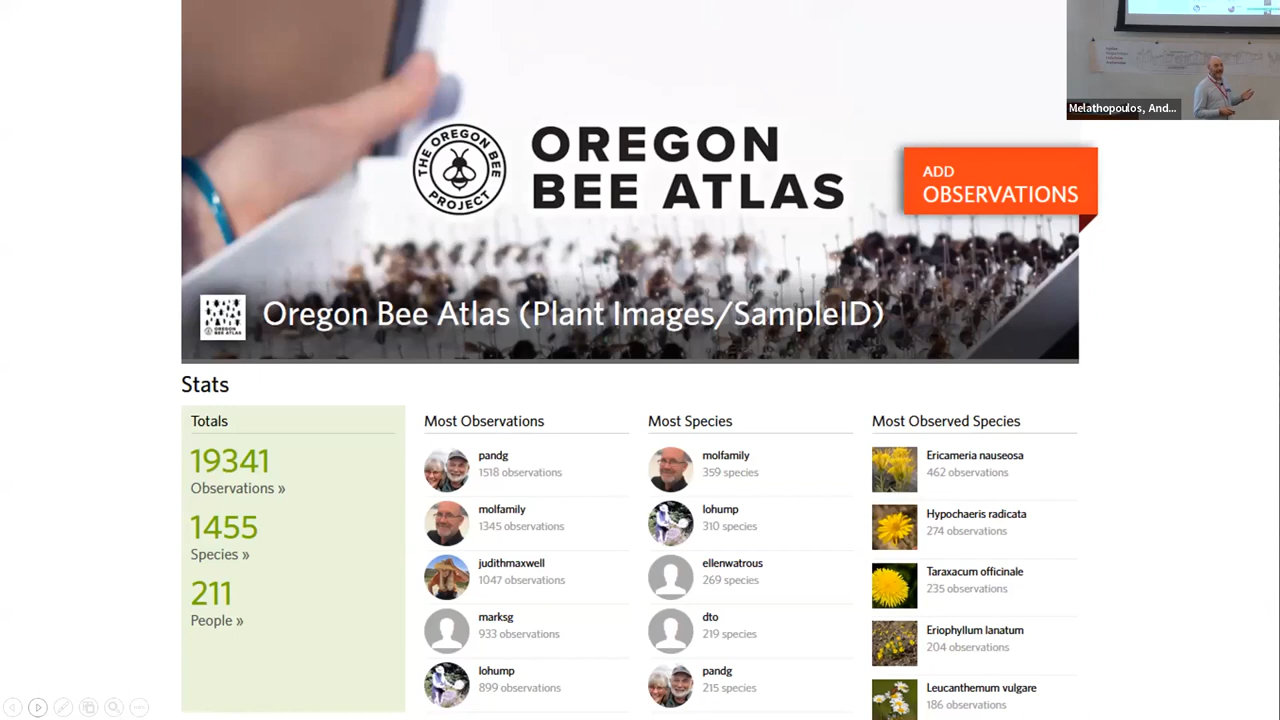 Melathopoulos, And...
THE OREGON BEE
PROJECT
OREGON
BEE ATLAS
ADD
OBSERVATIONS
OREGON
BEE ATLAS
Oregon Bee Atlas (Plant Images/SampleID)
Stats
Totals
19341
Observations »
1455
Species »
211
People »
Most Observations
pandg
1518 observations
molfamily
1345 observations
judithmaxwell
1047 observations
marksg
933 observations
lohump
899 observations
Most Species
molfamily
359 species
lohump
310 species
ellenwatrous
269 species
dto
219 species
pandg
215 species
Most Observed Species
Ericameria nauseosa
462 observations
Hypochaeris radicata
274 observations
Taraxacum officinale
235 observations
Eriophyllum lanatum
204 observations
Leucanthemum vulgare
186 observations